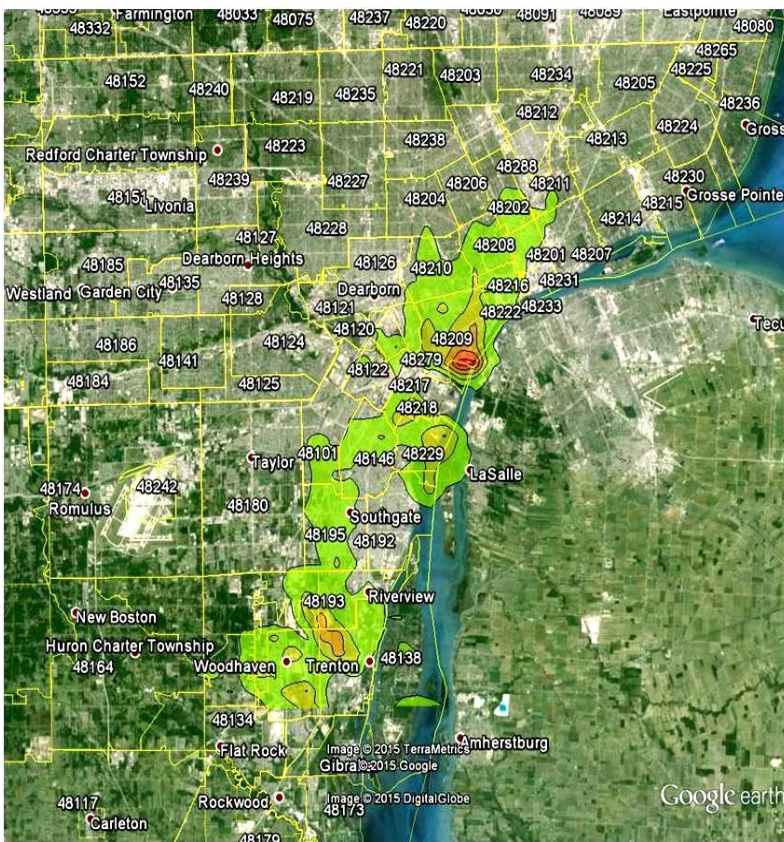 Farmington
48033
48075
48237
48220
48091
48089
Eastpointe
48080
48332
48265
48152
48240
48221
48203
48234
48205
48225
48219
48235
48236
48212
Redford Charter Township
48223
48238
48213
48224
Gross
48239
48227
48206
48288
48211
48230
Grosse Pointe
Livonia
48204
48202
48214
48215
48228
48127
48208
Dearborn Heights
48126
48210
48201
48207
48185
48135
Westland
Garden City
Dearborn
48216
48231
48128
48121
48222
48233
Tecu
48120
48186
48124
48209
48141
48122
48279
48184
48125
48217
48218
48101
48146
48229
Taylor
LaSalle
48174
48242
Romulus
48180
Southgate
48195
48192
48193
Riverview
New Boston
Huron Charter Township
48164
Woodhaven
Trenton
48138
48134
Flat Rock
Image © 2015 TerraMetrics
Amherstburg
© 2015 Google
48117
Rockwood
Image © 2015 DigitalGlobe
48173
Google earth
Carleton
48179